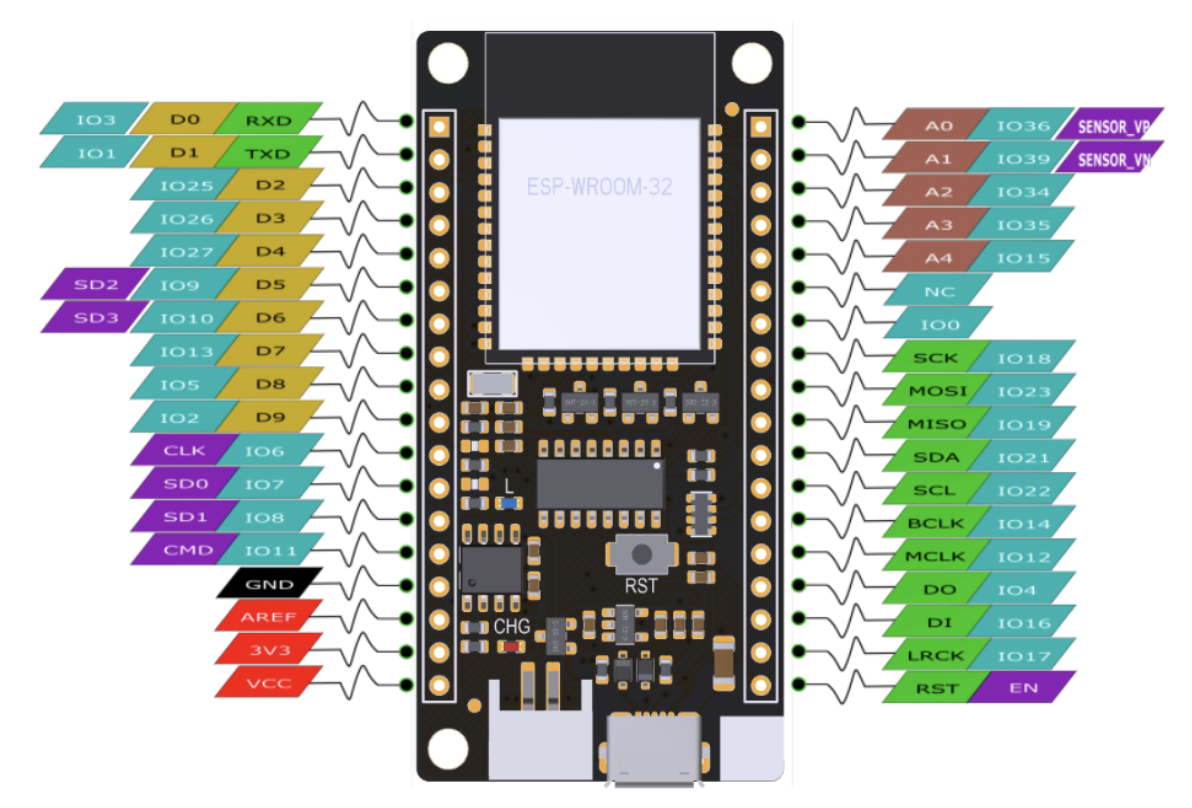 IO3 D0 RXD
IO1 D1 TXD
IO25 D2
IO26 D3
IO27 D4
SD2 IO9 D5
SD3 IO10 D6
IO13 D7
IO5 D8
IO2 D9
CLK IO6
SD0 IO7
SD1 IO8
CMD IO11
GND
AREF
3V3
VCC
ESP-WROOM-32
L
RST
CHG
A0 IO36 SENSOR_VP
A1 IO39 SENSOR_VN
A2 IO34
A3 IO35
A4 IO15
NC
IO0
SCK IO18
MOSI IO23
MISO IO19
SDA IO21
SCL IO22
BCLK IO14
MCLK IO12
DO IO4
DI IO16
LRCK IO17
RST EN